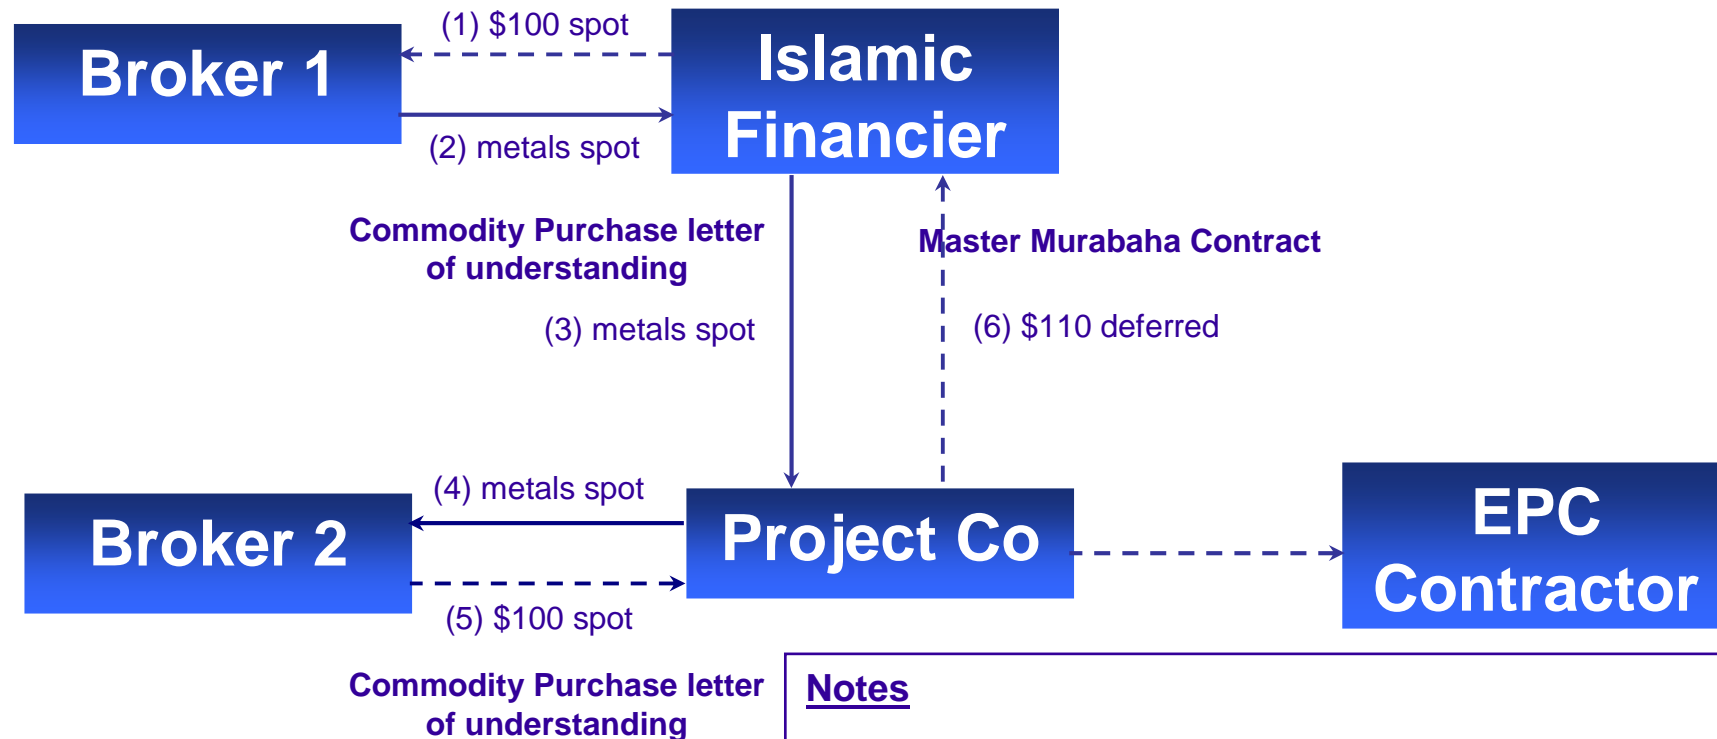 (1) $100 spot
Broker 1
Islamic
Financier
(2) metals spot
Commodity Purchase letter
of understanding
Master Murabaha Contract
(3) metals spot
(6) $110 deferred
(4) metals spot
Broker 2
Project Co
EPC
Contractor
(5) $100 spot
Commodity Purchase letter
of understanding
Notes